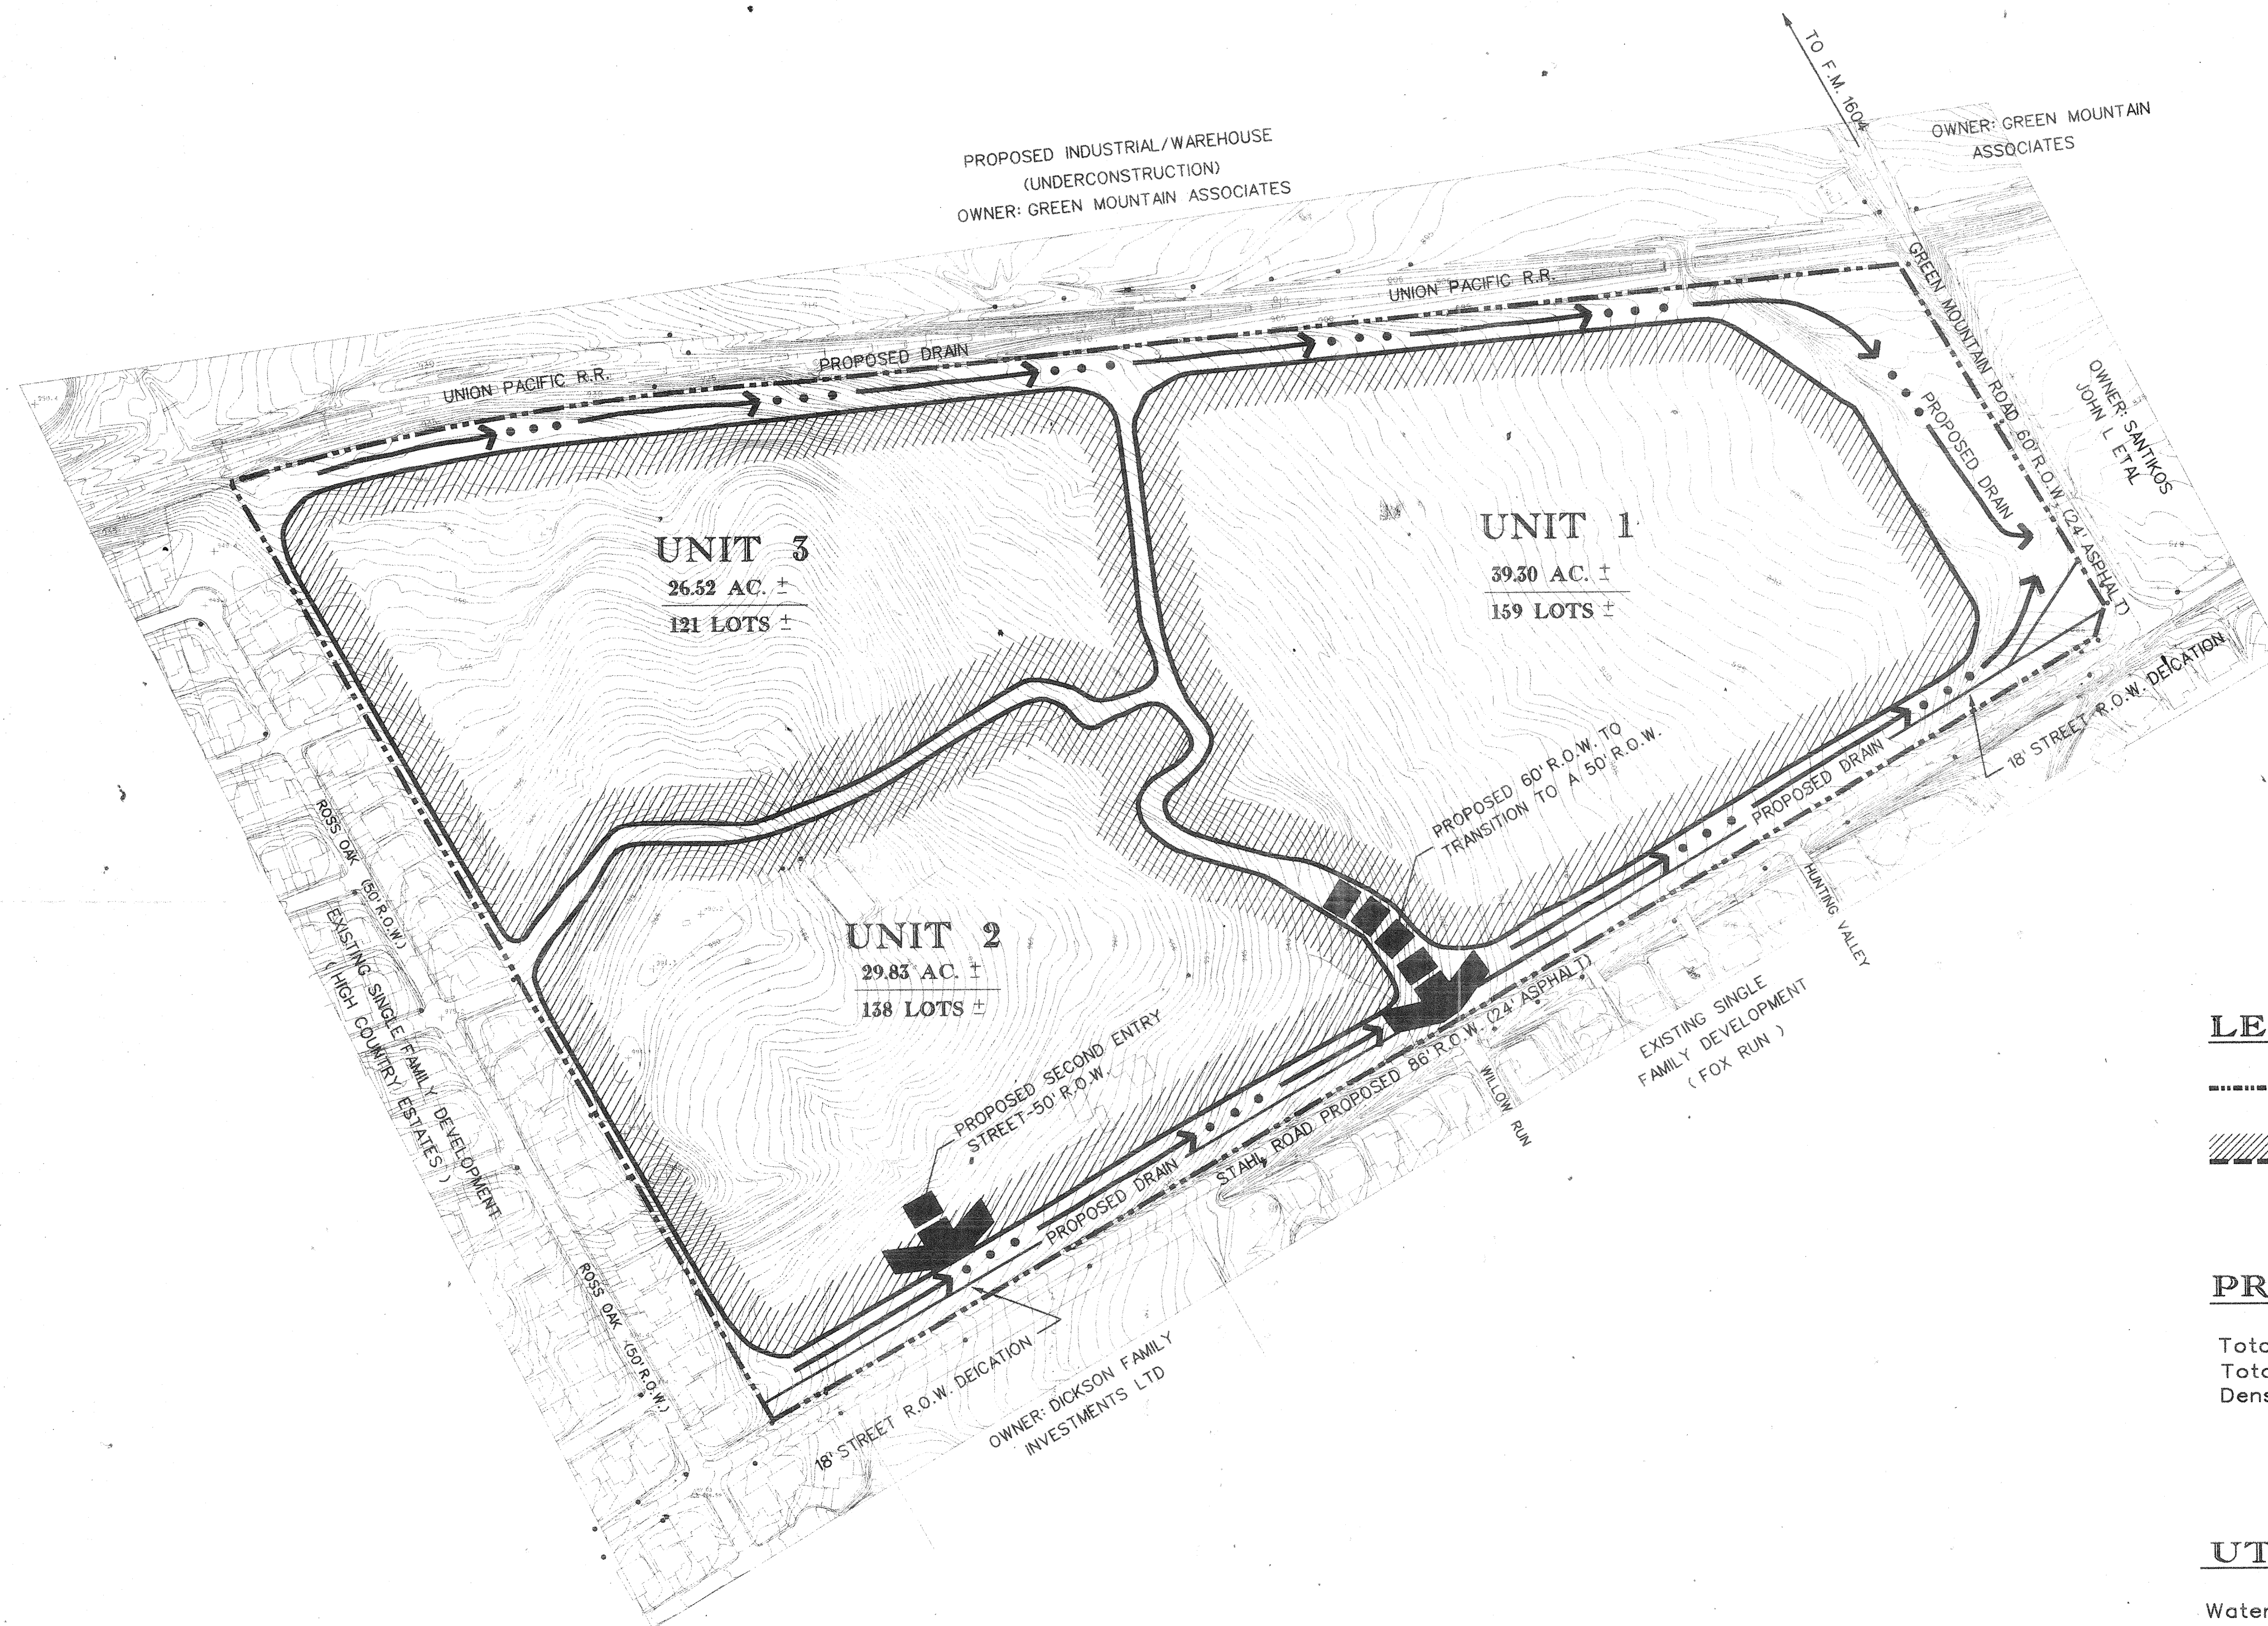 TO F.M. 1604
OWNER: GREEN MOUNTAIN
ASSOCIATES
PROPOSED INDUSTRIAL/WAREHOUSE
(UNDERCONSTRUCTION)
OWNER: GREEN MOUNTAIN ASSOCIATES
UNION PACIFIC R.R.
PROPOSED DRAIN
UNION PACIFIC R.R.
GREEN MOUNTAIN ROAD 60' R.O.W. (24' ASPHALT)
OWNER: SANTIKOS
JOHN L ETAL
PROPOSED DRAIN
UNIT 3
26.52 AC. ±
121 LOTS ±
UNIT 1
39.30 AC. ±
159 LOTS ±
18' STREET R.O.W. DEICATION
PROPOSED 60' R.O.W. TO
TRANSITION TO A 50' R.O.W.
PROPOSED DRAIN
HUNTING VALLEY
ROSS OAK (50' R.O.W.)
EXISTING SINGLE FAMILY DEVELOPMENT
( HIGH COUNTRY ESTATES )
UNIT 2
29.83 AC. ±
138 LOTS ±
EXISTING SINGLE
FAMILY DEVELOPMENT
( FOX RUN )
PROPOSED SECOND ENTRY
STREET-50' R.O.W.
STAHL ROAD PROPOSED 86' R.O.W. (24' ASPHALT)
WILLOW RUN
PROPOSED DRAIN
ROSS OAK (50' R.O.W.)
18' STREET R.O.W. DEICATION
OWNER: DICKSON FAMILY
INVESTMENTS LTD
LE
PR
Tota
Tota
Dens
UT
Water